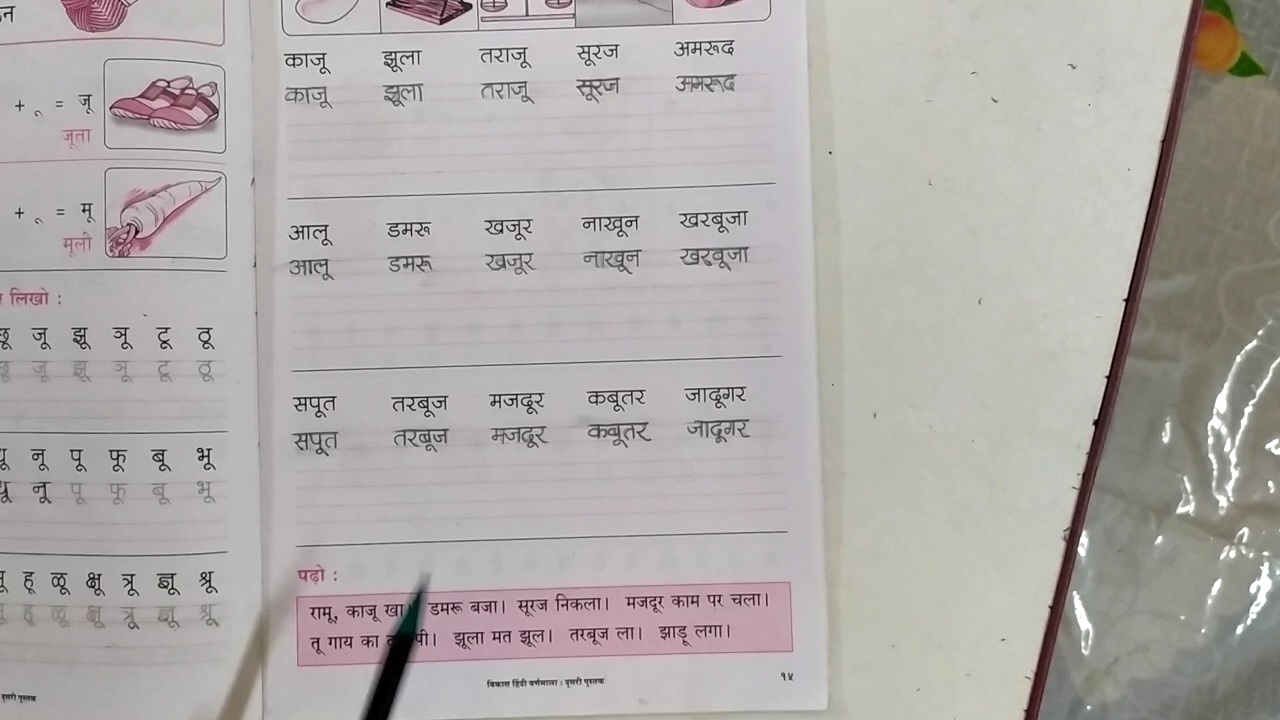 + ू = जू
जूता
+ ू = मू
मूली
लिखो :
जू झू ञू टू ठू
जू झू ञू टू ठू
नू पू फू बू भू
नू पू फू बू भू
हू ळू क्षू त्रू ज्ञू श्रू
हू ळू क्षू त्रू ज्ञू श्रू
दुसरी पुस्तक
काजू झूला तराजू सूरज अमरूद
काजू झूला तराजू सूरज अमरूद
आलू डमरू खजूर नाखून खरबूजा
आलू डमरू खजूर नाखून खरबूजा
सपूत तरबूज मजदूर कबूतर जादूगर
सपूत तरबूज मजदूर कबूतर जादूगर
पढ़ो :
रामू, काजू डमरू बजा। सूरज निकला। मजदूर काम पर चला।
तू गाय का पी। झूला मत झूल। तरबूज ला। झाड़ू लगा।
विकास हिंदी वर्णमाला : दुसरी पुस्तक १५